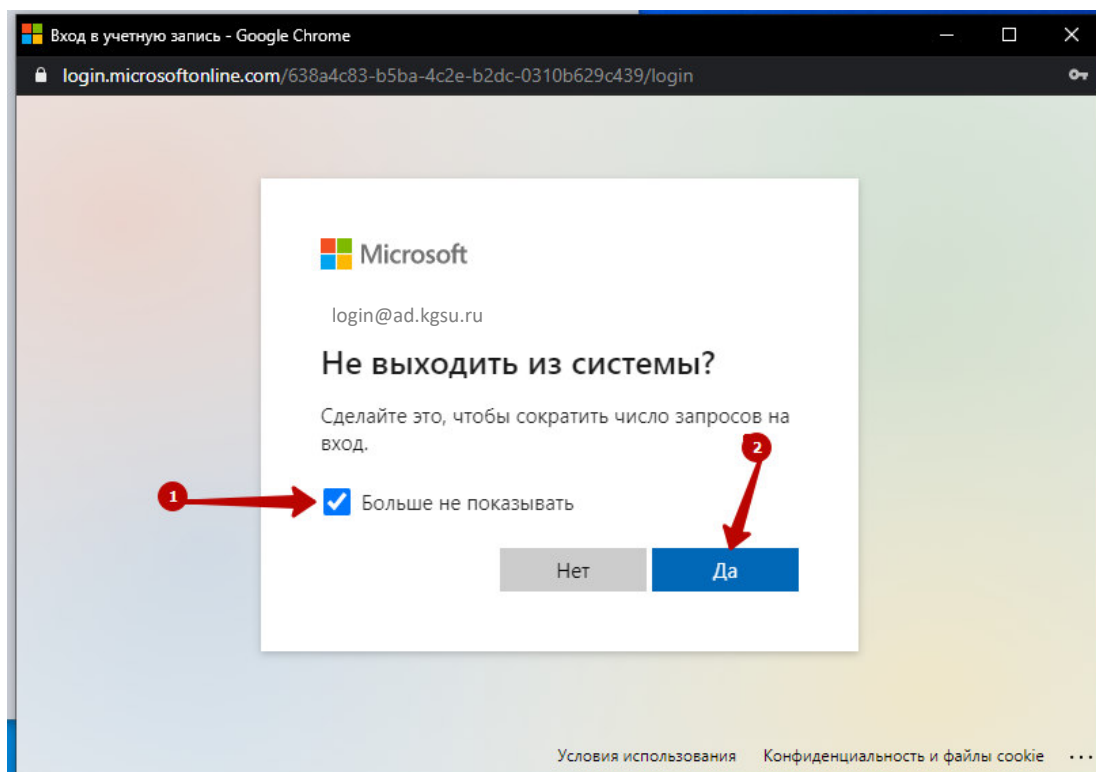 Вход в учетную запись - Google Chrome
login.microsoftonline.com/638a4c83-b5ba-4c2e-b2dc-0310b629c439/login
Microsoft
login@ad.kgsu.ru
Не выходить из системы?
Сделайте это, чтобы сократить число запросов на
вход.
2
1
Больше не показывать
Нет Да
Условия использования Конфиденциальность и файлы cookie ...